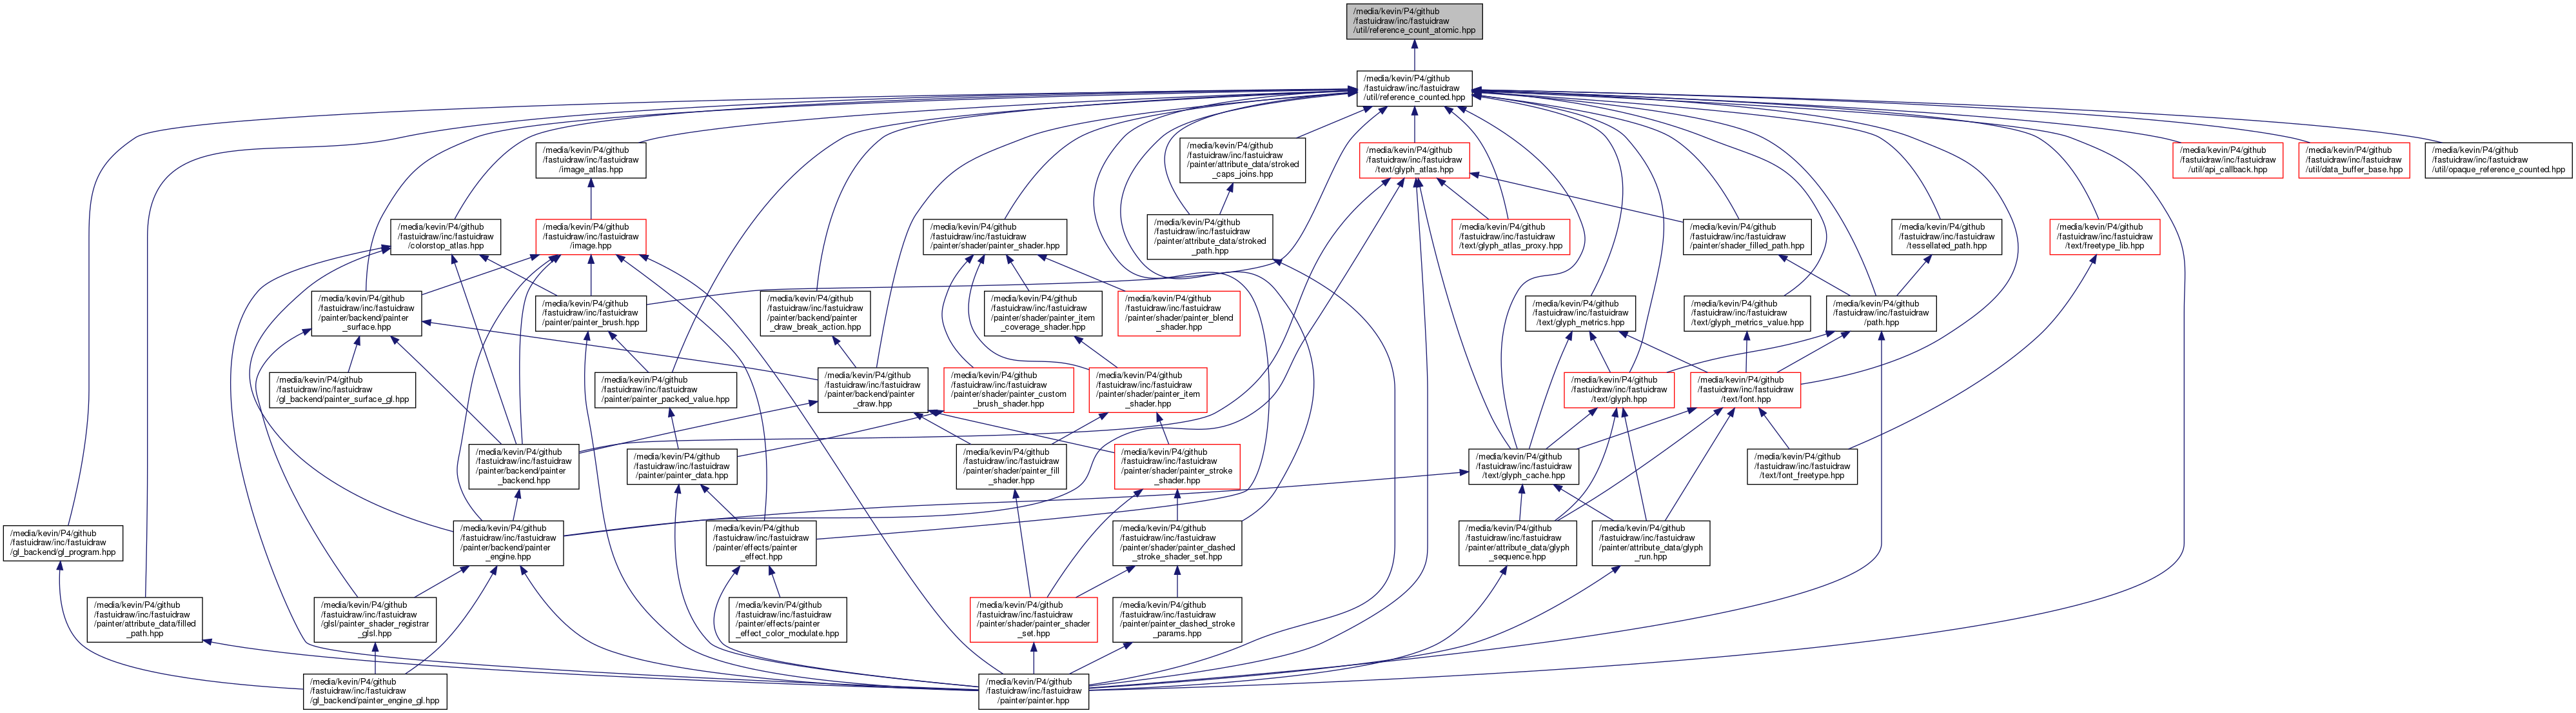 /media/kevin/P4/github
/fastuidraw/inc/fastuidraw
/util/reference_count_atomic.hpp
/media/kevin/P4/github
/fastuidraw/inc/fastuidraw
/util/reference_counted.hpp
/media/kevin/P4/github
/fastuidraw/inc/fastuidraw
/image_atlas.hpp
/media/kevin/P4/github
/fastuidraw/inc/fastuidraw
/painter/attribute_data/stroked
_caps_joins.hpp
/media/kevin/P4/github
/fastuidraw/inc/fastuidraw
/text/glyph_atlas.hpp
/media/kevin/P4/github
/fastuidraw/inc/fastuidraw
/util/api_callback.hpp
/media/kevin/P4/github
/fastuidraw/inc/fastuidraw
/util/data_buffer_base.hpp
/media/kevin/P4/github
/fastuidraw/inc/fastuidraw
/util/opaque_reference_counted.hpp
/media/kevin/P4/github
/fastuidraw/inc/fastuidraw
/colorstop_atlas.hpp
/media/kevin/P4/github
/fastuidraw/inc/fastuidraw
/image.hpp
/media/kevin/P4/github
/fastuidraw/inc/fastuidraw
/painter/shader/painter_shader.hpp
/media/kevin/P4/github
/fastuidraw/inc/fastuidraw
/painter/attribute_data/stroked
_path.hpp
/media/kevin/P4/github
/fastuidraw/inc/fastuidraw
/text/glyph_atlas_proxy.hpp
/media/kevin/P4/github
/fastuidraw/inc/fastuidraw
/painter/shader_filled_path.hpp
/media/kevin/P4/github
/fastuidraw/inc/fastuidraw
/tessellated_path.hpp
/media/kevin/P4/github
/fastuidraw/inc/fastuidraw
/text/freetype_lib.hpp
/media/kevin/P4/github
/fastuidraw/inc/fastuidraw
/painter/backend/painter
_surface.hpp
/media/kevin/P4/github
/fastuidraw/inc/fastuidraw
/painter/painter_brush.hpp
/media/kevin/P4/github
/fastuidraw/inc/fastuidraw
/painter/backend/painter
_draw_break_action.hpp
/media/kevin/P4/github
/fastuidraw/inc/fastuidraw
/painter/shader/painter_item
_coverage_shader.hpp
/media/kevin/P4/github
/fastuidraw/inc/fastuidraw
/painter/shader/painter_blend
_shader.hpp
/media/kevin/P4/github
/fastuidraw/inc/fastuidraw
/text/glyph_metrics.hpp
/media/kevin/P4/github
/fastuidraw/inc/fastuidraw
/text/glyph_metrics_value.hpp
/media/kevin/P4/github
/fastuidraw/inc/fastuidraw
/path.hpp
/media/kevin/P4/github
/fastuidraw/inc/fastuidraw
/gl_backend/painter_surface_gl.hpp
/media/kevin/P4/github
/fastuidraw/inc/fastuidraw
/painter/painter_packed_value.hpp
/media/kevin/P4/github
/fastuidraw/inc/fastuidraw
/painter/backend/painter
_draw.hpp
/media/kevin/P4/github
/fastuidraw/inc/fastuidraw
/painter/shader/painter_custom
_brush_shader.hpp
/media/kevin/P4/github
/fastuidraw/inc/fastuidraw
/painter/shader/painter_item
_shader.hpp
/media/kevin/P4/github
/fastuidraw/inc/fastuidraw
/text/glyph.hpp
/media/kevin/P4/github
/fastuidraw/inc/fastuidraw
/text/font.hpp
/media/kevin/P4/github
/fastuidraw/inc/fastuidraw
/painter/backend/painter
_backend.hpp
/media/kevin/P4/github
/fastuidraw/inc/fastuidraw
/painter/painter_data.hpp
/media/kevin/P4/github
/fastuidraw/inc/fastuidraw
/painter/shader/painter_fill
_shader.hpp
/media/kevin/P4/github
/fastuidraw/inc/fastuidraw
/painter/shader/painter_stroke
_shader.hpp
/media/kevin/P4/github
/fastuidraw/inc/fastuidraw
/text/glyph_cache.hpp
/media/kevin/P4/github
/fastuidraw/inc/fastuidraw
/text/font_freetype.hpp
/media/kevin/P4/github
/fastuidraw/inc/fastuidraw
/gl_backend/gl_program.hpp
/media/kevin/P4/github
/fastuidraw/inc/fastuidraw
/painter/backend/painter
_engine.hpp
/media/kevin/P4/github
/fastuidraw/inc/fastuidraw
/painter/effects/painter
_effect.hpp
/media/kevin/P4/github
/fastuidraw/inc/fastuidraw
/painter/shader/painter_dashed
_stroke_shader_set.hpp
/media/kevin/P4/github
/fastuidraw/inc/fastuidraw
/painter/attribute_data/glyph
_sequence.hpp
/media/kevin/P4/github
/fastuidraw/inc/fastuidraw
/painter/attribute_data/glyph
_run.hpp
/media/kevin/P4/github
/fastuidraw/inc/fastuidraw
/painter/attribute_data/filled
_path.hpp
/media/kevin/P4/github
/fastuidraw/inc/fastuidraw
/glsl/painter_shader_registrar
_glsl.hpp
/media/kevin/P4/github
/fastuidraw/inc/fastuidraw
/painter/effects/painter
_effect_color_modulate.hpp
/media/kevin/P4/github
/fastuidraw/inc/fastuidraw
/painter/shader/painter_shader
_set.hpp
/media/kevin/P4/github
/fastuidraw/inc/fastuidraw
/painter/painter_dashed_stroke
_params.hpp
/media/kevin/P4/github
/fastuidraw/inc/fastuidraw
/gl_backend/painter_engine_gl.hpp
/media/kevin/P4/github
/fastuidraw/inc/fastuidraw
/painter/painter.hpp